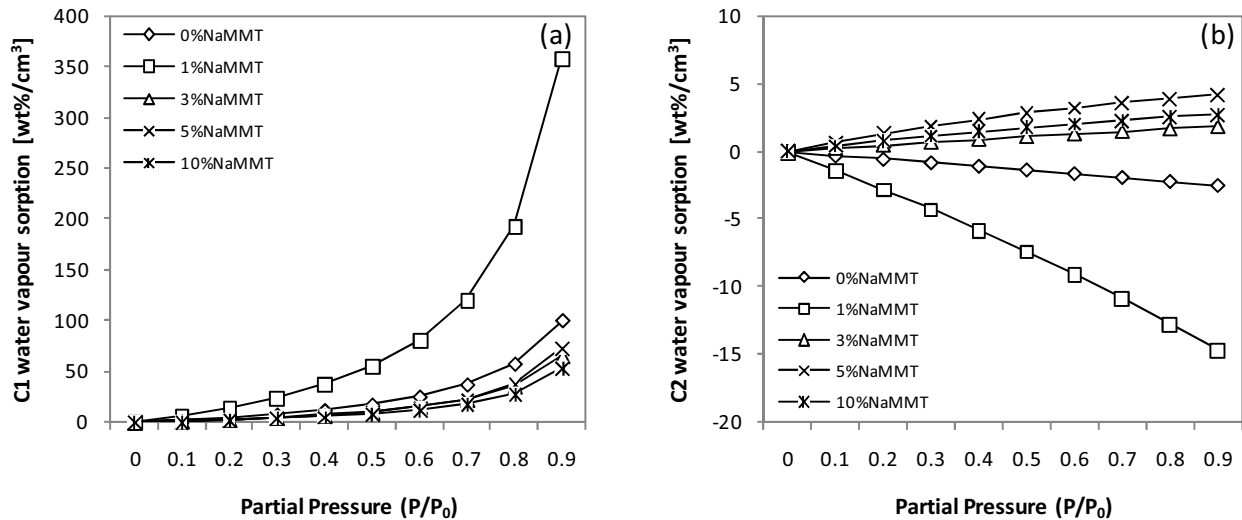 (a)
C1 water vapour sorption [wt%/cm³]
400
350
300
250
200
150
100
50
0
0%NaMMT
1%NaMMT
3%NaMMT
5%NaMMT
10%NaMMT
0 0.1 0.2 0.3 0.4 0.5 0.6 0.7 0.8 0.9
Partial Pressure (P/P₀)
(b)
C2 water vapor sorption [wt%/cm³]
10
5
0
-5
-10
-15
-20
0%NaMMT
1%NaMMT
3%NaMMT
5%NaMMT
10%NaMMT
0 0.1 0.2 0.3 0.4 0.5 0.6 0.7 0.8 0.9
Partial Pressure (P/P₀)